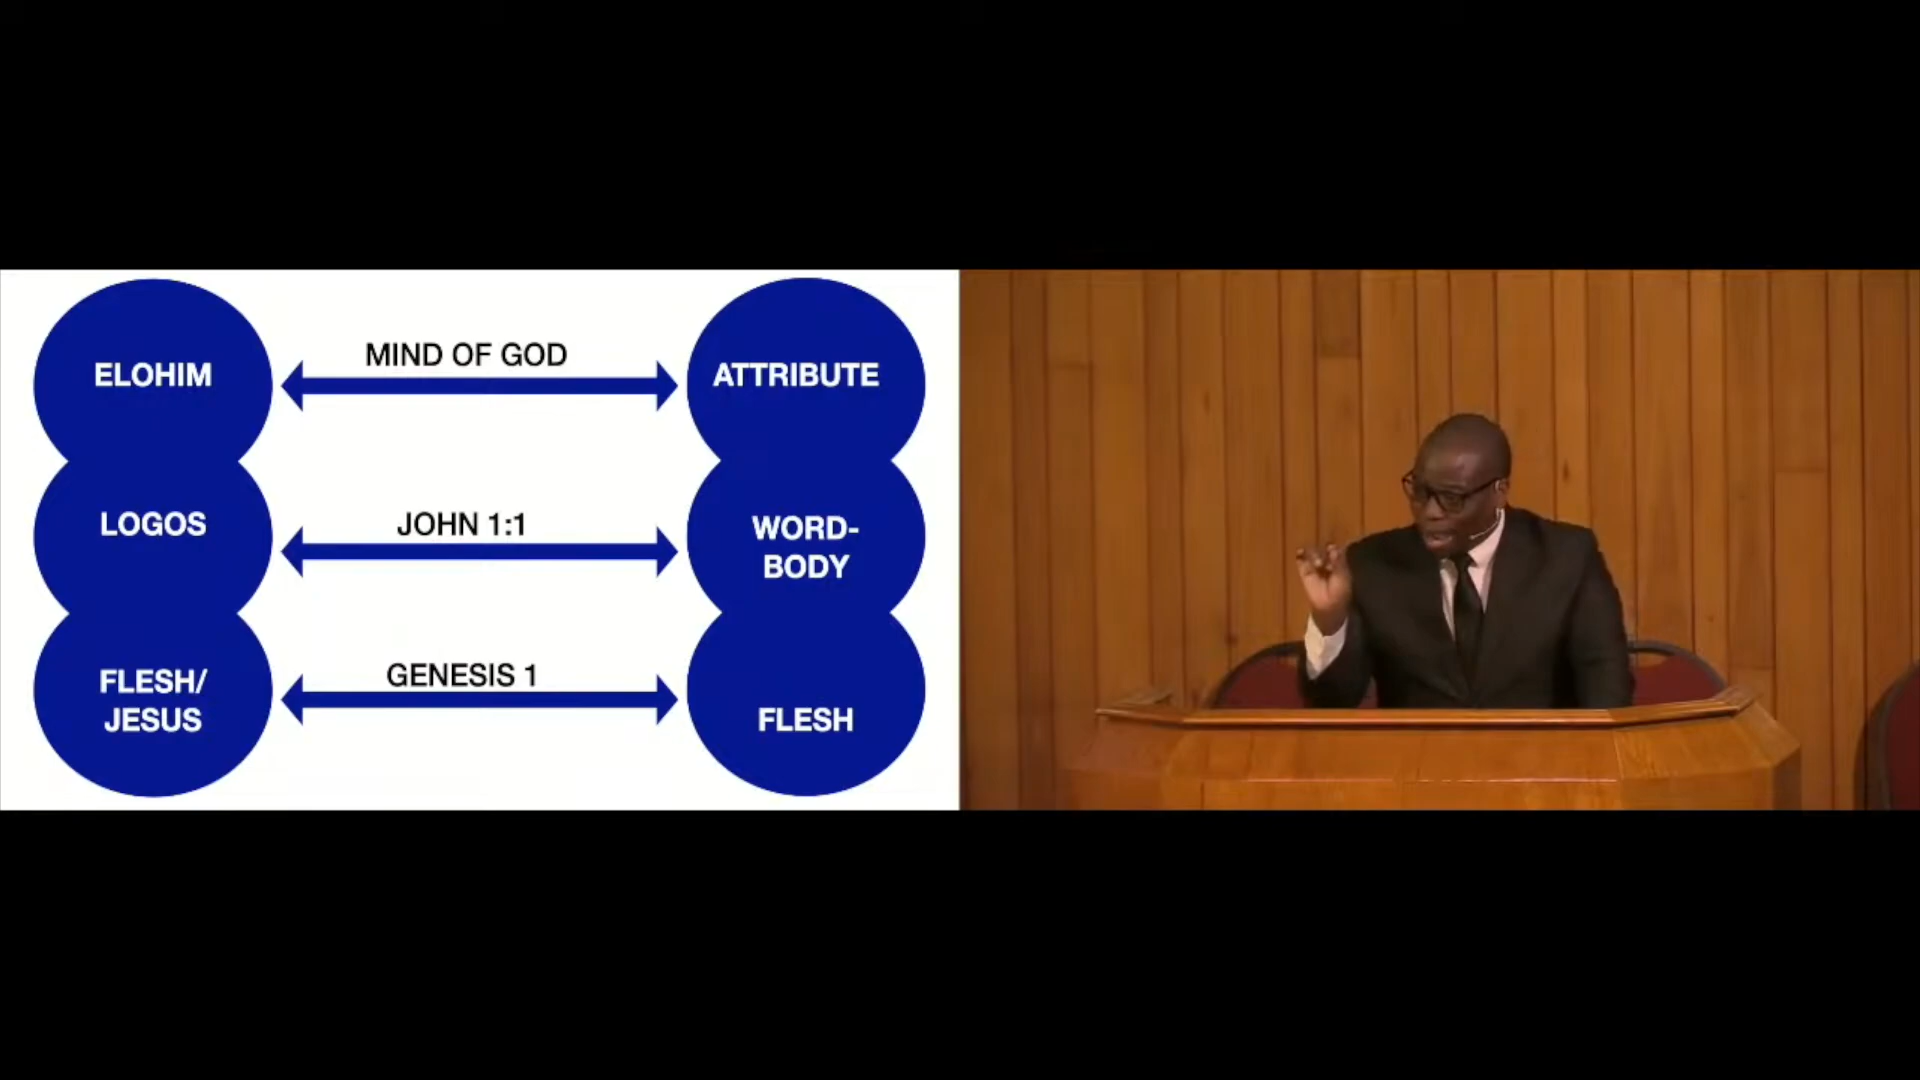 ELOHIM
MIND OF GOD
ATTRIBUTE
LOGOS
JOHN 1:1
WORD-
BODY
FLESH/
JESUS
GENESIS 1
FLESH